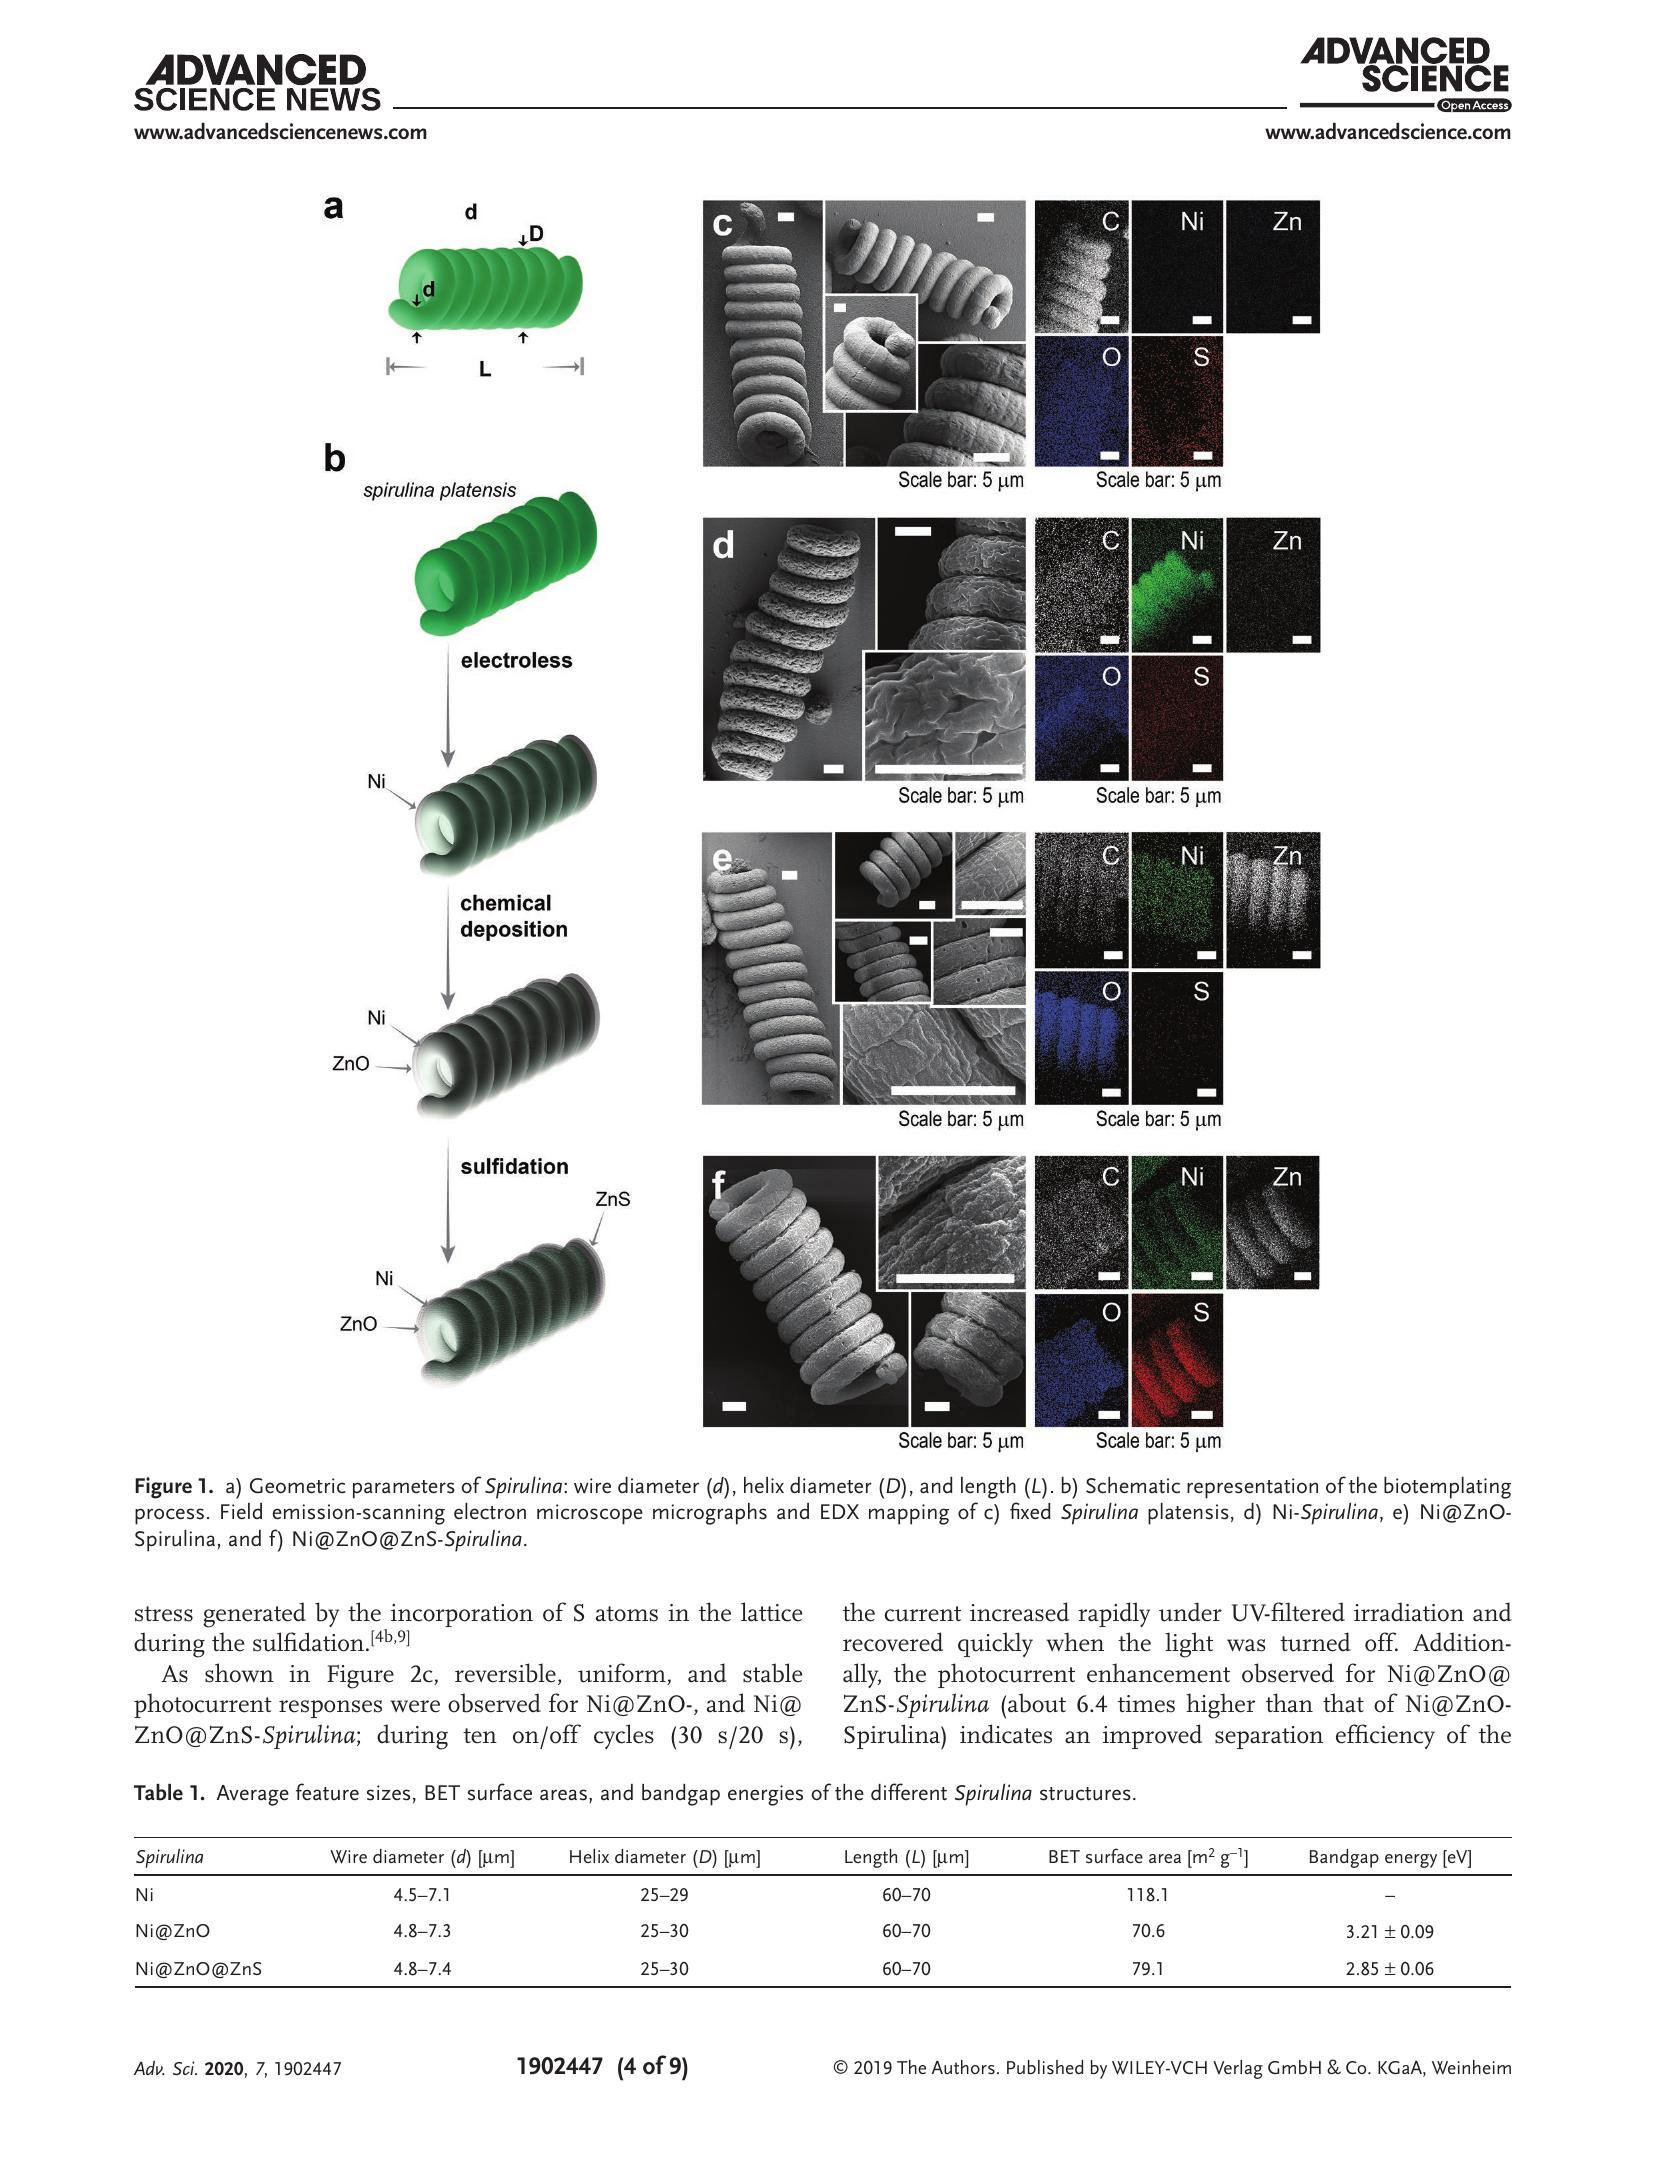 ADVANCED
SCIENCE NEWS
www.advancedsciencenews.com
ADVANCED
SCIENCE
Open Access
www.advancedscience.com
a
d
D
d
L
b
spirulina platensis
electroless
Ni
chemical
deposition
Ni
ZnO
sulfidation
ZnS
Ni
ZnO
c
C
Ni
Zn
O
S
Scale bar: 5 μm
Scale bar: 5 μm
d
C
Ni
Zn
O
S
Scale bar: 5 μm
Scale bar: 5 μm
e
C
Ni
Zn
O
S
Scale bar: 5 μm
Scale bar: 5 μm
f
C
Ni
Zn
O
S
Scale bar: 5 μm
Scale bar: 5 μm
Figure 1. a) Geometric parameters of Spirulina: wire diameter (d), helix diameter (D), and length (L). b) Schematic representation of the biotemplating
process. Field emission-scanning electron microscope micrographs and EDX mapping of c) fixed Spirulina platensis, d) Ni-Spirulina, e) Ni@ZnO-
Spirulina, and f) Ni@ZnO@ZnS-Spirulina.
stress generated by the incorporation of S atoms in the lattice
during the sulfidation.[4b,9]
As shown in Figure 2c, reversible, uniform, and stable
photocurrent responses were observed for Ni@ZnO-, and Ni@
ZnO@ZnS-Spirulina; during ten on/off cycles (30 s/20 s),
the current increased rapidly under UV-filtered irradiation and
recovered quickly when the light was turned off. Addition-
ally, the photocurrent enhancement observed for Ni@ZnO@
ZnS-Spirulina (about 6.4 times higher than that of Ni@ZnO-
Spirulina) indicates an improved separation efficiency of the
Table 1. Average feature sizes, BET surface areas, and bandgap energies of the different Spirulina structures.
Spirulina Wire diameter (d) [μm] Helix diameter (D) [μm] Length (L) [μm] BET surface area [m² g⁻¹] Bandgap energy [eV]
Ni 4.5–7.1 25–29 60–70 118.1 –
Ni@ZnO 4.8–7.3 25–30 60–70 70.6 3.21 ± 0.09
Ni@ZnO@ZnS 4.8–7.4 25–30 60–70 79.1 2.85 ± 0.06
Adv. Sci. 2020, 7, 1902447
1902447 (4 of 9)
© 2019 The Authors. Published by WILEY-VCH Verlag GmbH & Co. KGaA, Weinheim